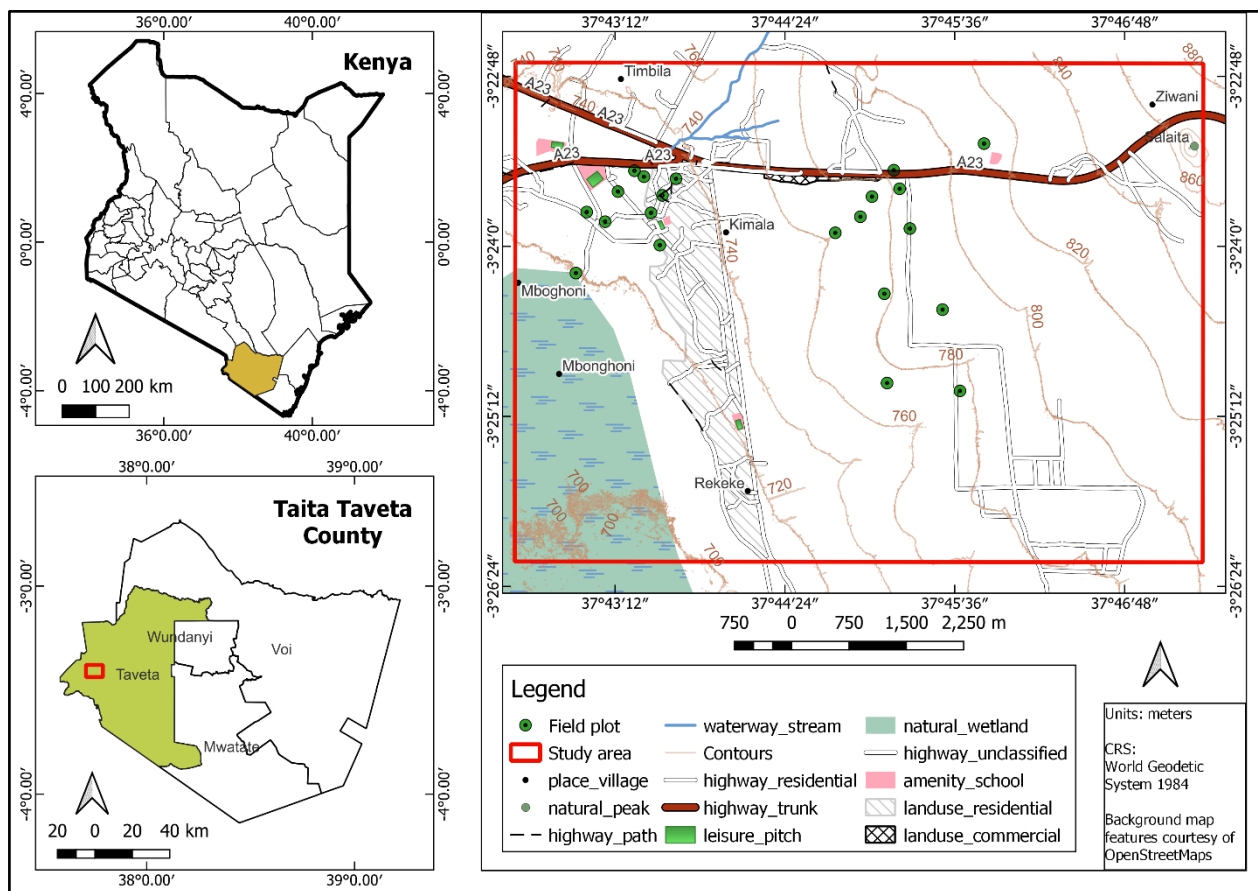 36°0.00′ 40°0.00′
Kenya
4°0.00′ 4°0.00′
0°0.00′ 0°0.00′
-4°0.00′ -4°0.00′
0 100 200 km
36°0.00′ 40°0.00′
38°0.00′ 39°0.00′
Taita Taveta
County
-3°0.00′ -3°0.00′
Wundanyi
Voi
Taveta
Mwatate
-4°0.00′ -4°0.00′
20 0 20 40 km
38°0.00′ 39°0.00′
37°43′12″ 37°44′24″ 37°45′36″ 37°46′48″
-3°22′48″ -3°22′48″
740 760 760 840 880
Timbila
Ziwani
A23
740
A23
740
Salaita
A23 A23 A23
860
Kimala
740
820
-3°24′0″ -3°24′0″
Mboghoni
800
Mbonghoni
780
760
-3°25′12″ -3°25′12″
Rekeke
720
700
700
700
700
-3°26′24″ -3°26′24″
37°43′12″ 37°44′24″ 37°45′36″ 37°46′48″
750 0 750 1,500 2,250 m
Legend
Field plot waterway_stream natural_wetland
Study area Contours highway_unclassified
place_village highway_residential amenity_school
natural_peak highway_trunk landuse_residential
highway_path leisure_pitch landuse_commercial
Units: meters
CRS:
World Geodetic
System 1984
Background map
features courtesy of
OpenStreetMaps